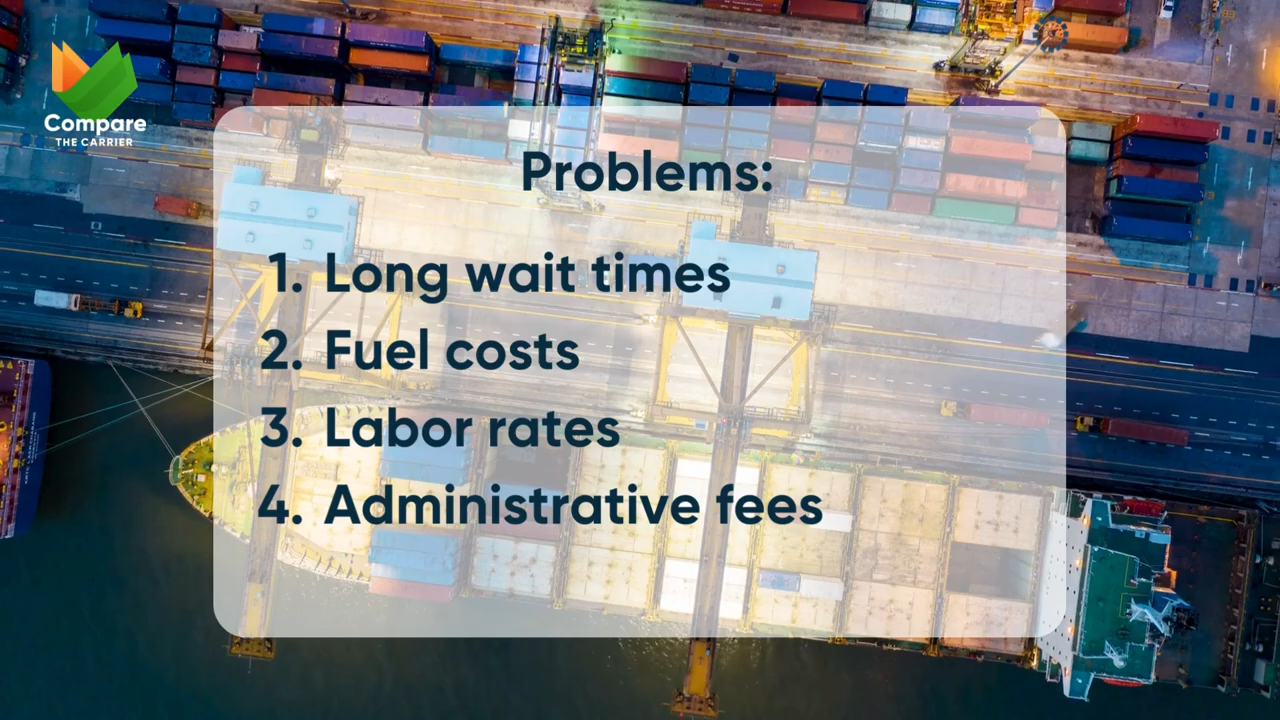 Compare
THE CARRIER
Problems:
1. Long wait times
2. Fuel costs
3. Labor rates
4. Administrative fees